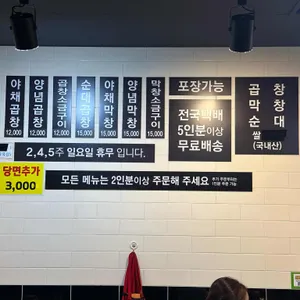 야채곱창
12,000
양념곱창
12,000
곱창소금구이
12,000
순대곱창
12,000
야채막창
15,000
양념막창
15,000
막창소금구이
15,000
포장가능
전국택배
5인분이상
무료배송
곱창
막창
순대
쌀
(국내산)
2,4,5주 일요일 휴무 입니다.
당면추가
3,000
모든 메뉴는 2인분이상 주문해 주세요